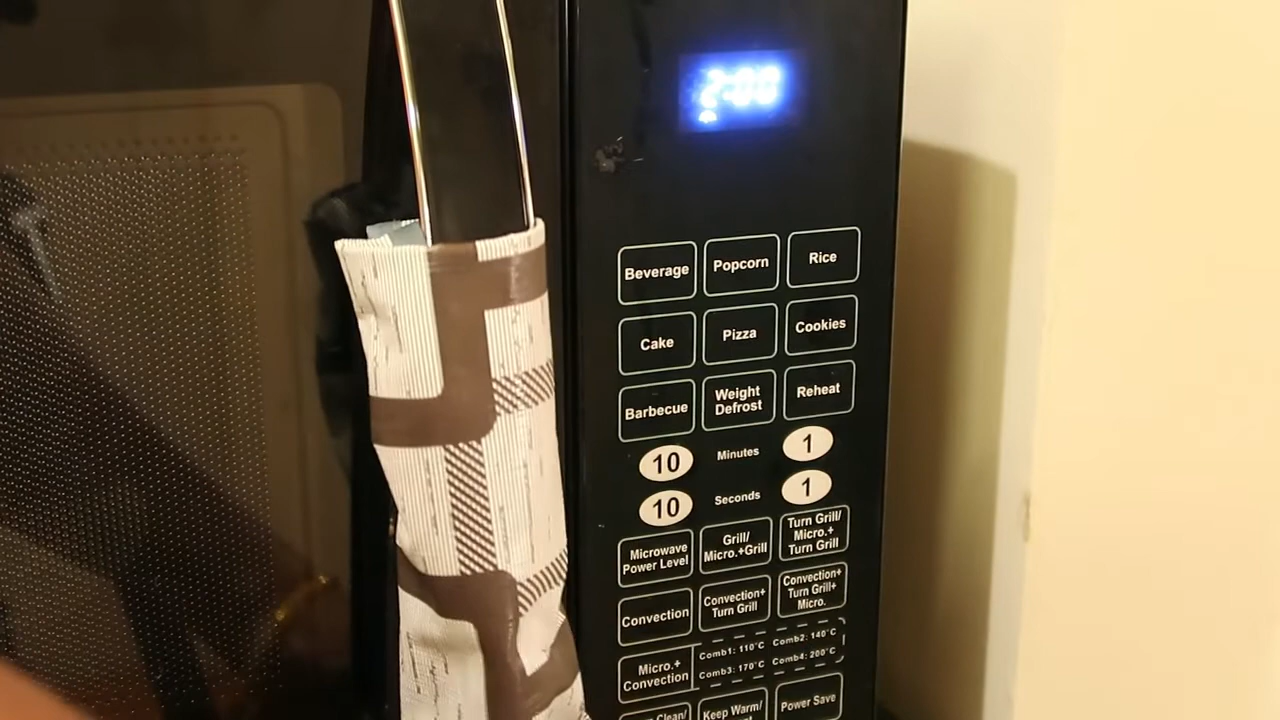 2:00
Beverage
Popcorn
Rice
Cake
Pizza
Cookies
Barbecue
Weight
Defrost
Reheat
10
Minutes
1
10
Seconds
1
Microwave
Power Level
Grill/
Micro.+Grill
Turn Grill/
Micro.+
Turn Grill
Convection
Convection+
Turn Grill
Convection+
Turn Grill+
Micro.
Micro.+
Convection
Comb1: 110°C Comb2: 140°C
Comb3: 170°C Comb4: 200°C
Clean/
Keep Warm/
Power Save